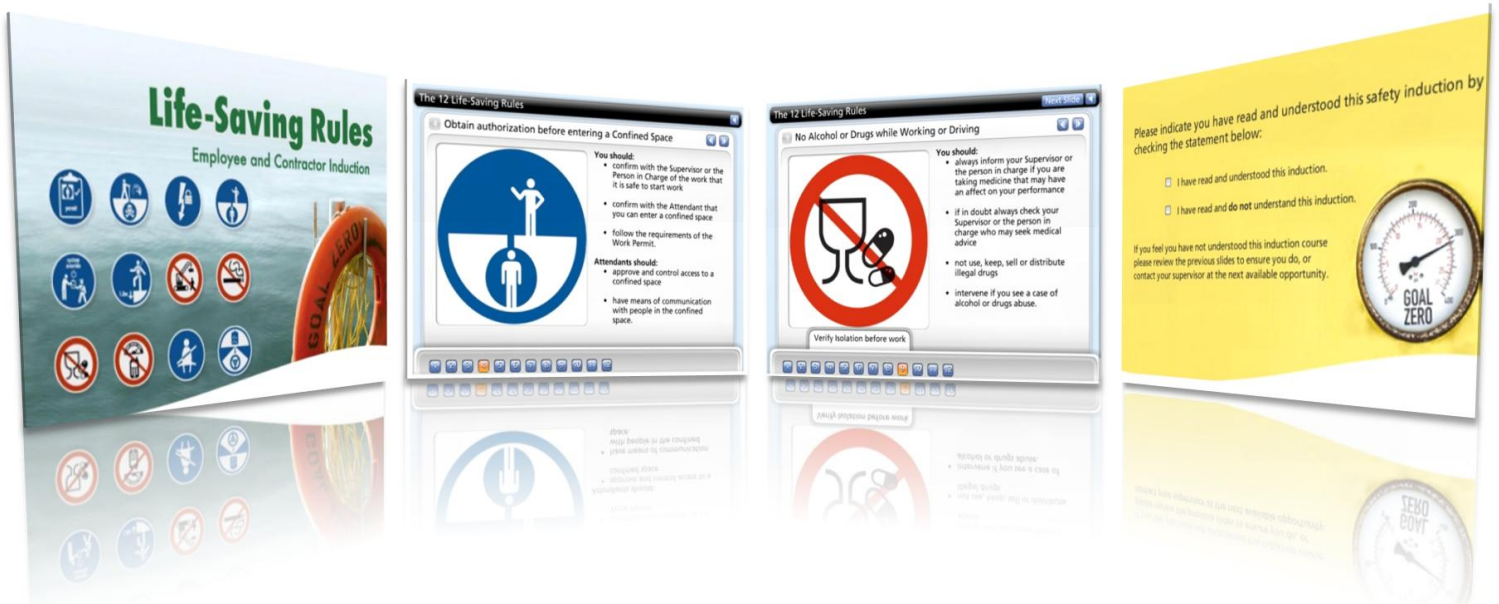 Life-Saving Rules
Employee and Contractor Induction
permit
GOAL ZERO
The 12 Life-Saving Rules
Obtain authorization before entering a Confined Space
You should:
• confirm with the Supervisor or the
Person in Charge of the work that
it is safe to start work
• confirm with the Attendant that
you can enter a confined space
• follow the requirements of the
Work Permit.
Attendants should:
• approve and control access to a
confined space
• have means of communication
with people in the confined
space.
The 12 Life-Saving Rules
Next Slide
No Alcohol or Drugs while Working or Driving
You should:
• always inform your Supervisor or
the person in charge if you are
taking medicine that may have
an affect on your performance
• if in doubt always check your
Supervisor or the person in
charge who may seek medical
advice
• not use, keep, sell or distribute
illegal drugs
• intervene if you see a case of
alcohol or drugs abuse.
Verify Isolation before work
Please indicate you have read and understood this safety induction by
checking the statement below:
I have read and understood this induction.
I have read and do not understand this induction.
If you feel you have not understood this induction course
please review the previous slides to ensure you do, or
contact your supervisor at the next available opportunity.
100
200
300
400
GOAL
ZERO